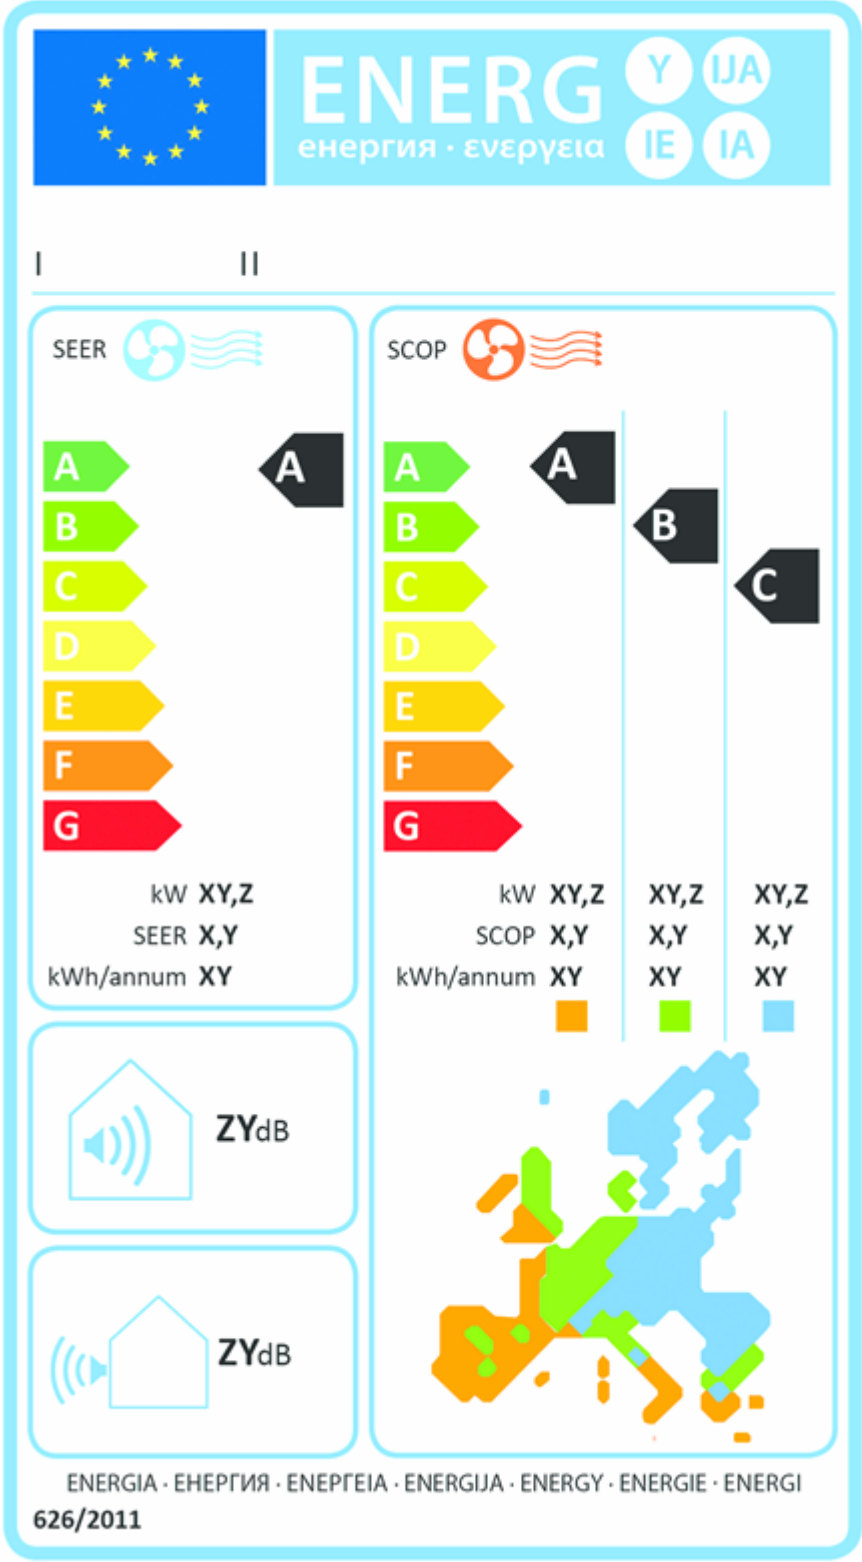 ENERG Y IJA
енергия · ενεργεια IE IA
I II
SEER
A A
B
C
D
E
F
G
kW XY,Z
SEER X,Y
kWh/annum XY
SCOP
A A
B B
C C
D
E
F
G
kW XY,Z XY,Z XY,Z
SCOP X,Y X,Y X,Y
kWh/annum XY XY XY
ZYdB
ZYdB
ENERGIA · ЕНЕРГИЯ · ΕΝΕΡΓΕΙΑ · ENERGIJA · ENERGY · ENERGIE · ENERGI
626/2011